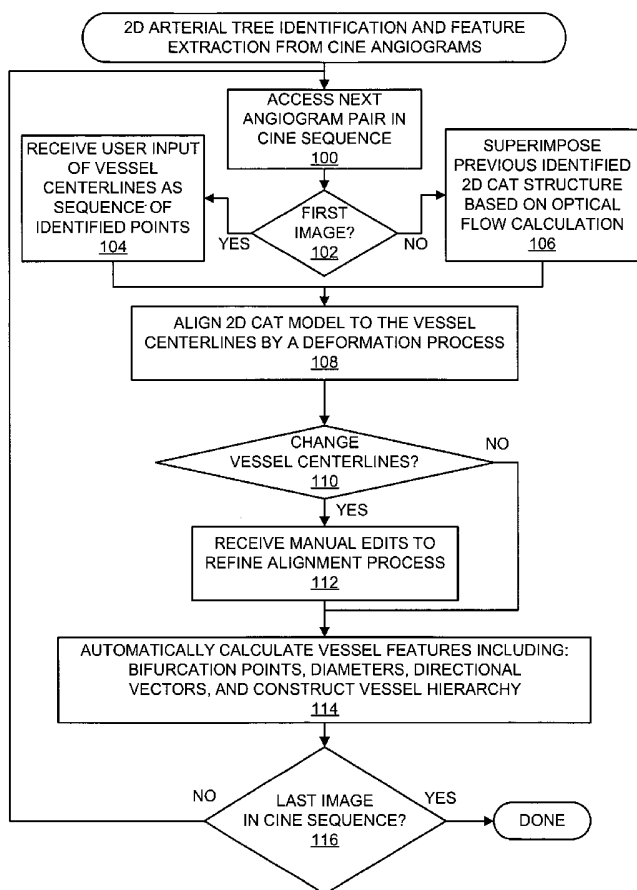 2D ARTERIAL TREE IDENTIFICATION AND FEATURE
EXTRACTION FROM CINE ANGIOGRAMS
ACCESS NEXT
ANGIOGRAM PAIR IN
CINE SEQUENCE
100
RECEIVE USER INPUT
OF VESSEL
CENTERLINES AS
SEQUENCE OF
IDENTIFIED POINTS
104
FIRST
IMAGE?
102
YES
NO
SUPERIMPOSE
PREVIOUS IDENTIFIED
2D CAT STRUCTURE
BASED ON OPTICAL
FLOW CALCULATION
106
ALIGN 2D CAT MODEL TO THE VESSEL
CENTERLINES BY A DEFORMATION PROCESS
108
CHANGE
VESSEL CENTERLINES?
110
NO
YES
RECEIVE MANUAL EDITS TO
REFINE ALIGNMENT PROCESS
112
AUTOMATICALLY CALCULATE VESSEL FEATURES INCLUDING:
BIFURCATION POINTS, DIAMETERS, DIRECTIONAL
VECTORS, AND CONSTRUCT VESSEL HIERARCHY
114
NO
LAST IMAGE
IN CINE SEQUENCE?
116
YES
DONE